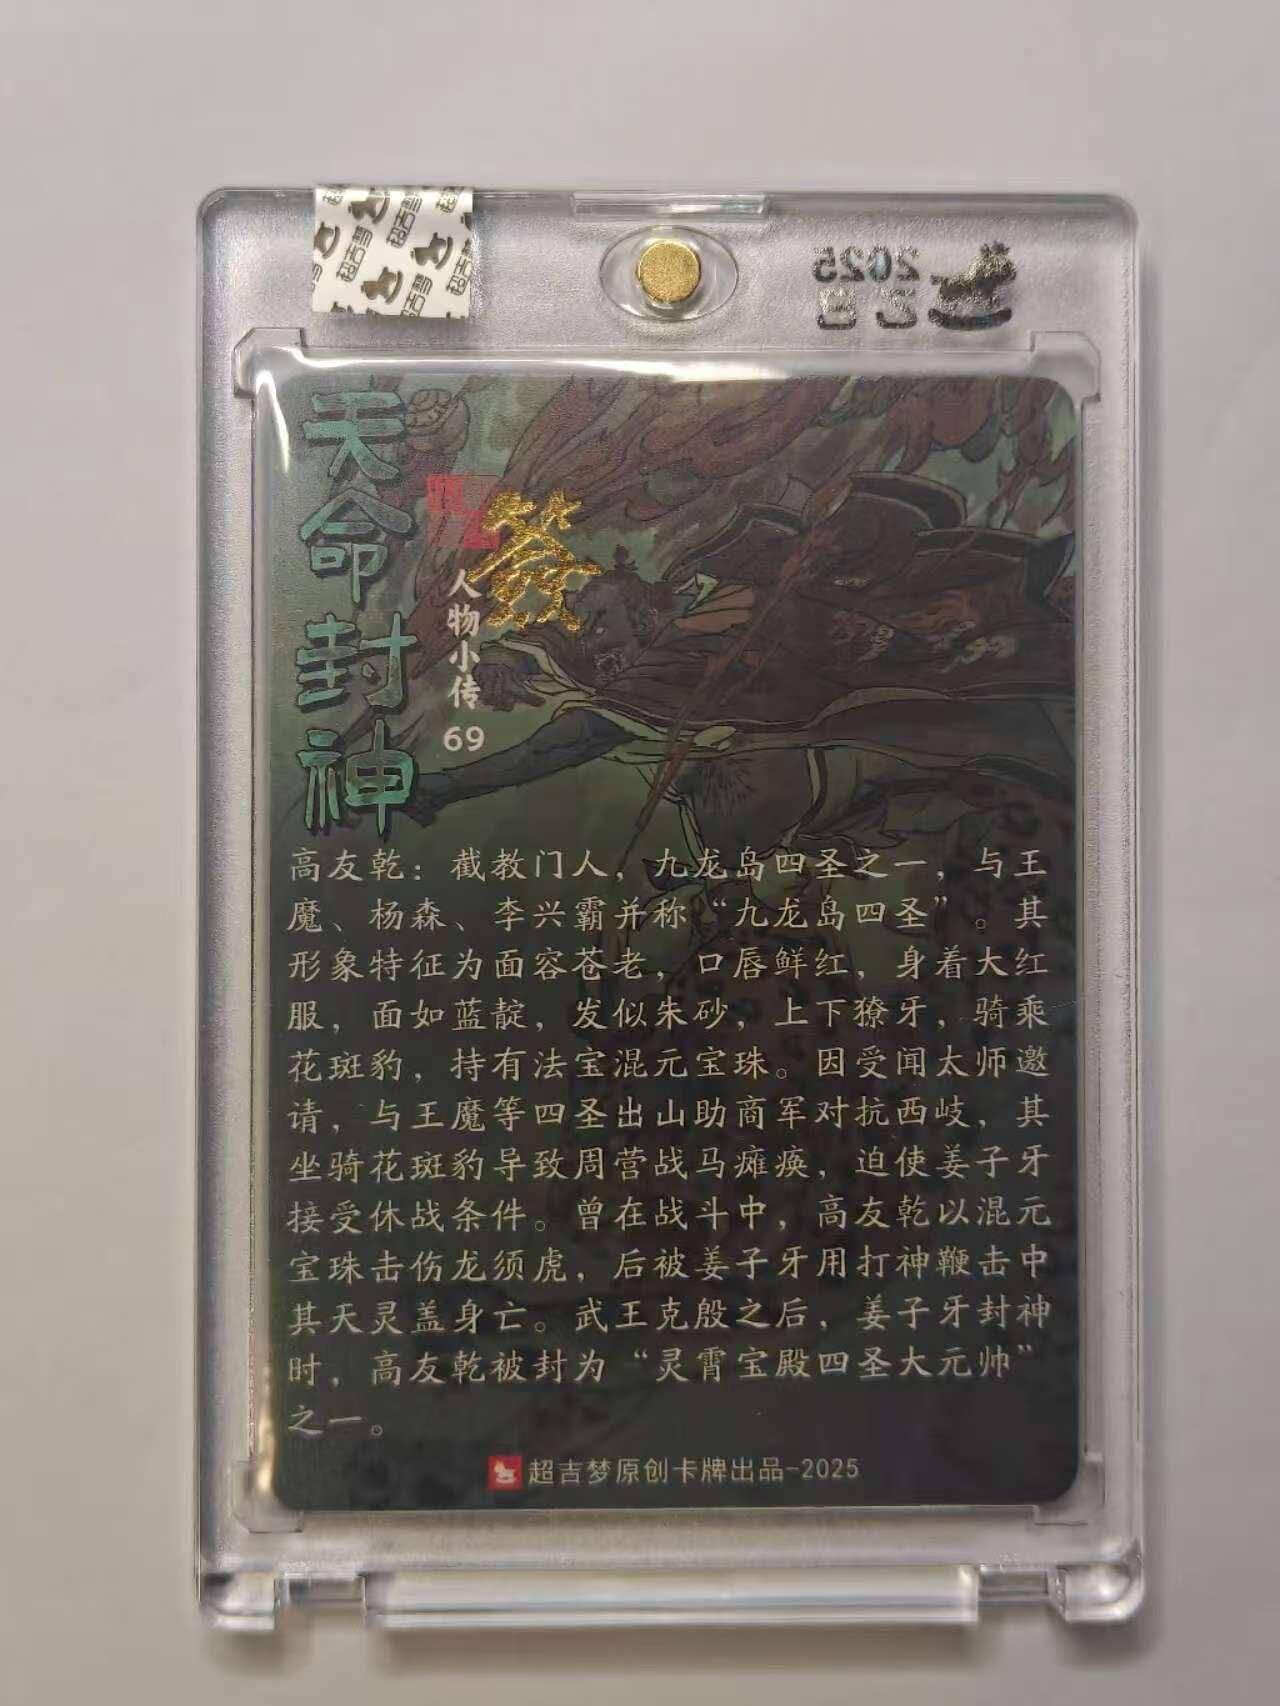 2025
乙巳
超吉梦
天命封神
發
人物小传
69
高友乾：截教门人，九龙岛四圣之一，与王
魔、杨森、李兴霸并称“九龙岛四圣”。其
形象特征为面容苍老，口唇鲜红，身着大红
服，面如蓝靛，发似朱砂，上下獠牙，骑乘
花斑豹，持有法宝混元宝珠。因受闻太师邀
请，与王魔等四圣出山助商军对抗西岐，其
坐骑花斑豹导致周营战马瘫痪，迫使姜子牙
接受休战条件。曾在战斗中，高友乾以混元
宝珠击伤龙须虎，后被姜子牙用打神鞭击中
其天灵盖身亡。武王克殷之后，姜子牙封神
时，高友乾被封为“灵霄宝殿四圣大元帅”
之一。
超吉梦原创卡牌出品-2025